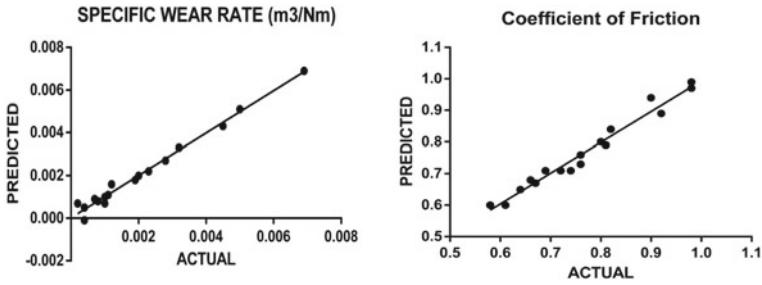 SPECIFIC WEAR RATE (m3/Nm)
0.008
0.006
0.004
0.002
0.000
-0.002
PREDICTED
0.002 0.004 0.006 0.008
ACTUAL
Coefficient of Friction
1.1
1.0
0.9
0.8
0.7
0.6
0.5
PREDICTED
0.5 0.6 0.7 0.8 0.9 1.0 1.1
ACTUAL